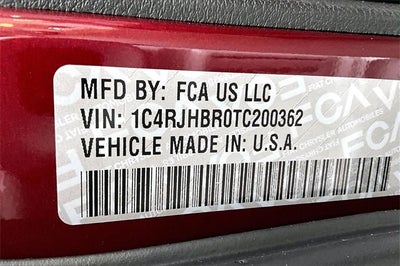 MFD BY: FCA US LLC
VIN: 1C4RJHBR0TC200362
VEHICLE MADE IN: U.S.A.